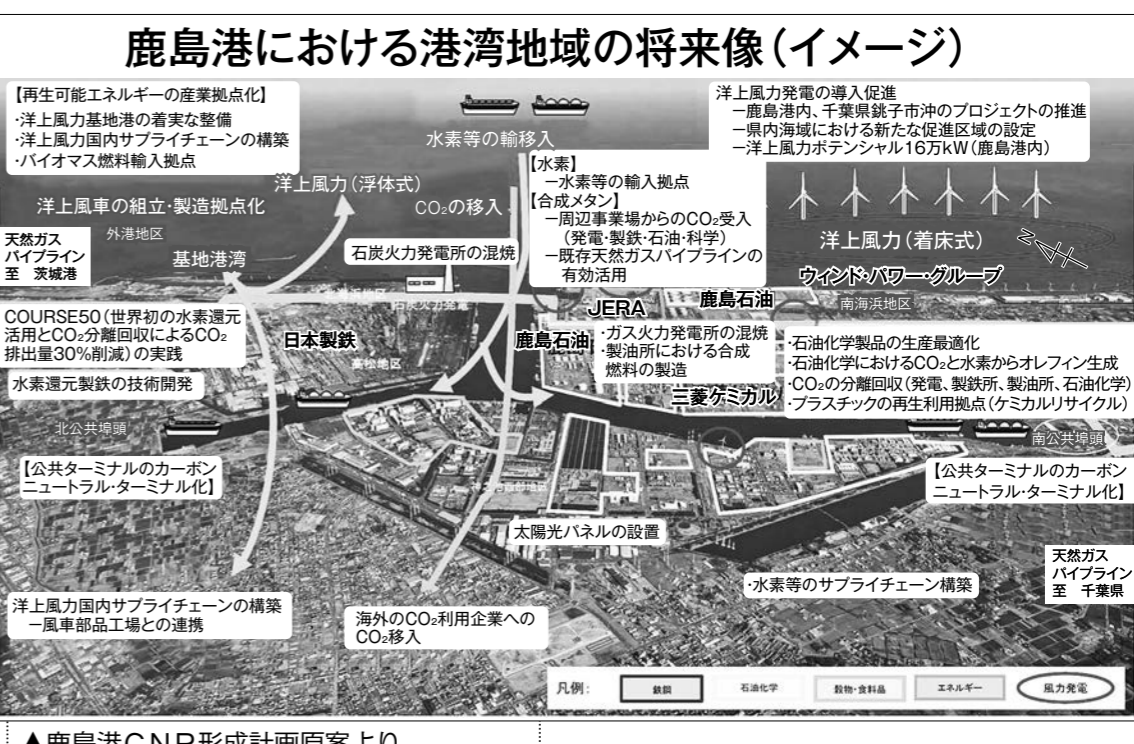 鹿島港における港湾地域の将来像(イメージ)
【再生可能エネルギーの産業拠点化】
・洋上風力基地港の着実な整備
・洋上風力国内サプライチェーンの構築
・バイオマス燃料輸入拠点
水素等の輸移入
洋上風力発電の導入促進
ー鹿島港内、千葉県銚子市沖のプロジェクトの推進
ー県内海域における新たな促進区域の設定
ー洋上風力ポテンシャル16万kW(鹿島港内)
【水素】
ー水素等の輸入拠点
【合成メタン】
ー周辺事業場からのCO₂受入
(発電・製鉄・石油・科学)
ー既存天然ガスパイプラインの
有効活用
洋上風力(浮体式)
CO₂の移入
洋上風車の組立・製造拠点化
外港地区
天然ガス
パイプライン
至 茨城港
基地港湾
石炭火力発電所の混焼
洋上風力(着床式)
N
ウィンド・パワー・グループ
南海浜地区
石炭火力発電
JERA
鹿島石油
COURSE50(世界初の水素還元
活用とCO₂分離回収によるCO₂
排出量30%削減)の実践
日本製鉄
高松地区
鹿島石油
・ガス火力発電所の混焼
・製油所における合成
燃料の製造
三菱ケミカル
・石油化学製品の生産最適化
・石油化学におけるCO₂と水素からオレフィン生成
・CO₂の分離回収(発電、製鉄所、製油所、石油化学)
・プラスチックの再生利用拠点(ケミカルリサイクル)
水素還元製鉄の技術開発
北公共埠頭
南公共埠頭
【公共ターミナルのカーボン
ニュートラル・ターミナル化】
【公共ターミナルのカーボン
ニュートラル・ターミナル化】
太陽光パネルの設置
天然ガス
パイプライン
至 千葉県
・水素等のサプライチェーン構築
洋上風力国内サプライチェーンの構築
ー風車部品工場との連携
海外のCO₂利用企業への
CO₂移入
凡例:
鉄鋼
石油化学
穀物・食料品
エネルギー
風力発電
▲鹿島港CNP形成計画原案より